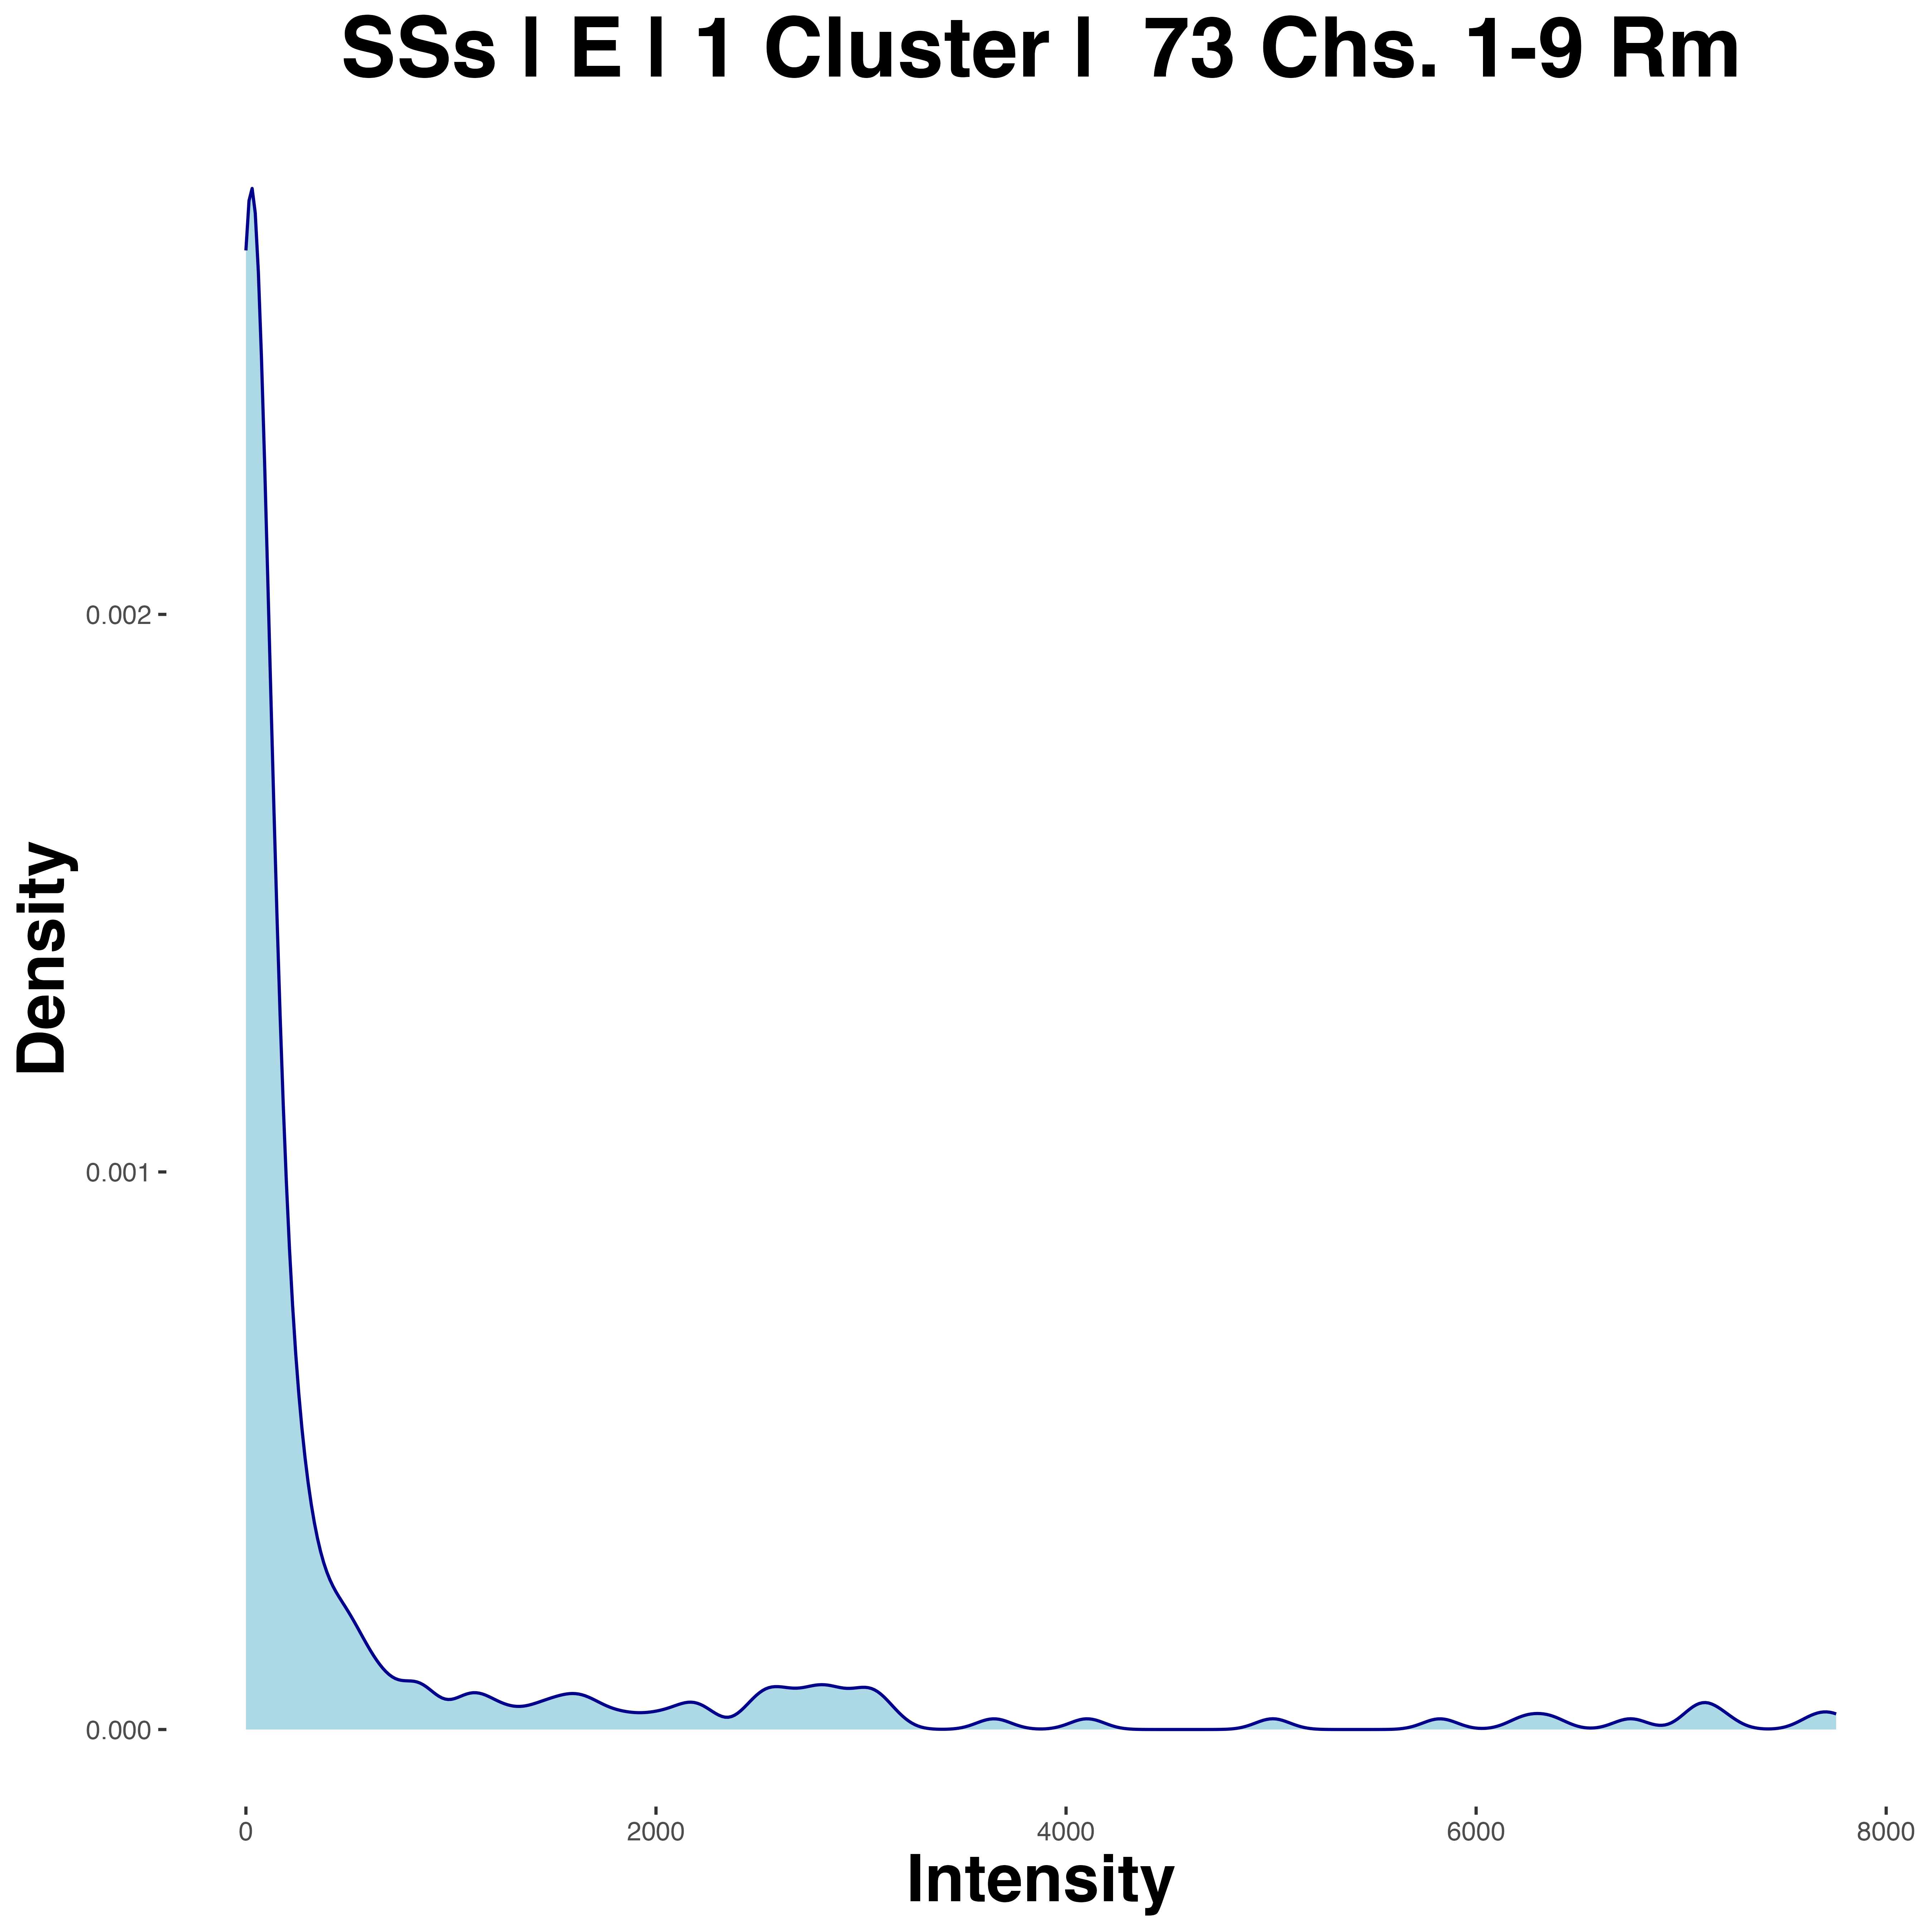 SSs | E | 1 Cluster |  73 Chs. 1-9 Rm
Density
0.002
0.001
0.000
0 2000 4000 6000 8000
Intensity